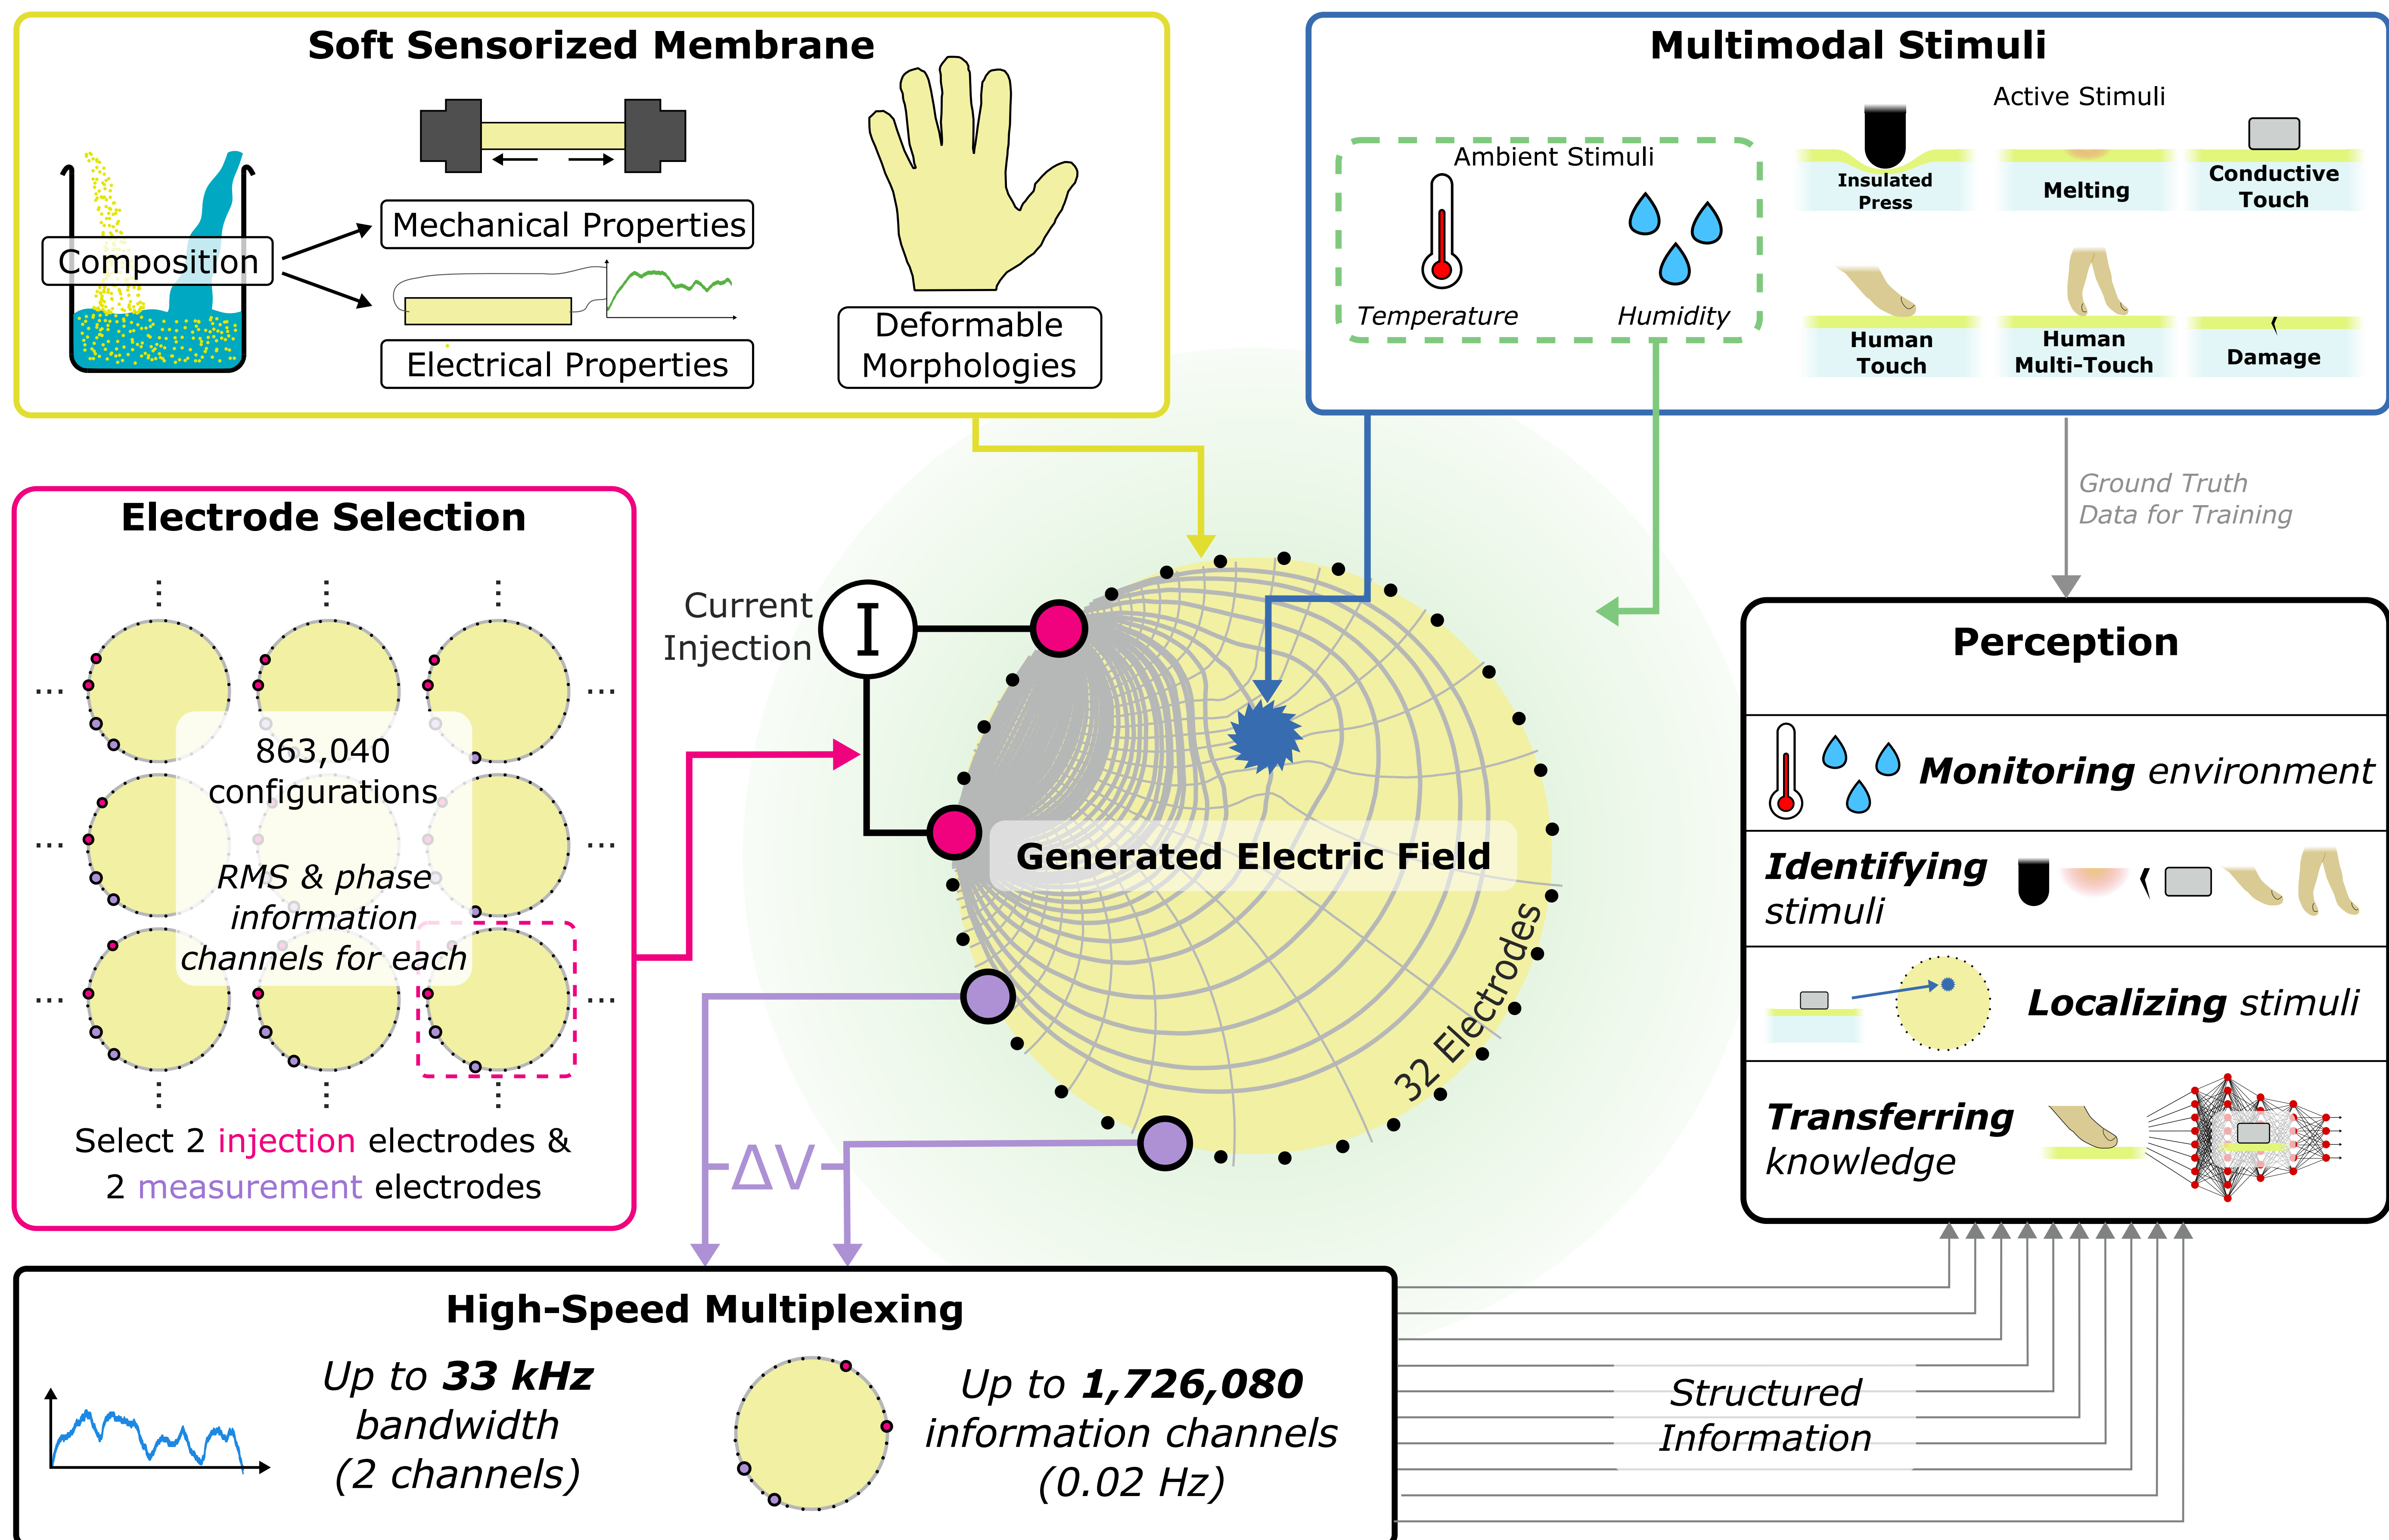 Soft Sensorized Membrane
Composition
Mechanical Properties
Electrical Properties
Deformable
Morphologies
Multimodal Stimuli
Ambient Stimuli
Temperature
Humidity
Active Stimuli
Insulated
Press
Melting
Conductive
Touch
Human
Touch
Human
Multi-Touch
Damage
Ground Truth
Data for Training
Electrode Selection
863,040
configurations
RMS & phase
information
channels for each
Select 2 injection electrodes &
2 measurement electrodes
Current
Injection
I
Generated Electric Field
32 Electrodes
ΔV
Perception
Monitoring environment
Identifying
stimuli
Localizing stimuli
Transferring
knowledge
High-Speed Multiplexing
Up to 33 kHz
bandwidth
(2 channels)
Up to 1,726,080
information channels
(0.02 Hz)
Structured
Information